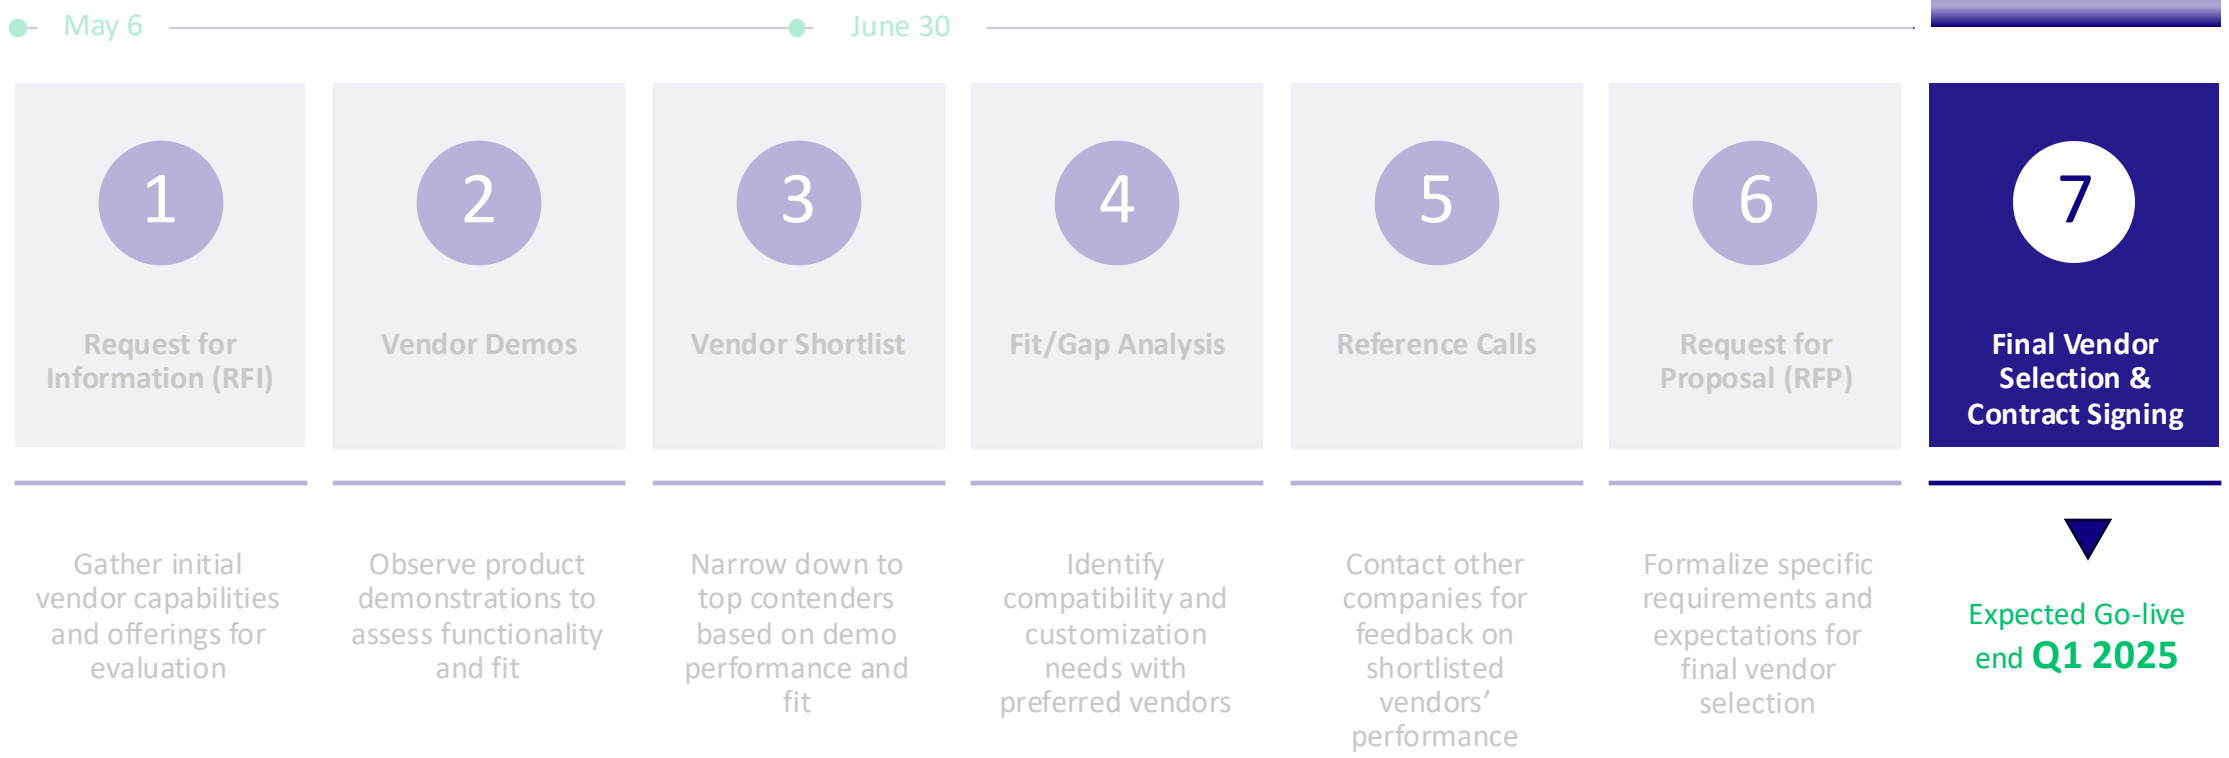 May 6
June 30
1
Request for
Information (RFI)
Gather initial
vendor capabilities
and offerings for
evaluation
2
Vendor Demos
Observe product
demonstrations to
assess functionality
and fit
3
Vendor Shortlist
Narrow down to
top contenders
based on demo
performance and
fit
4
Fit/Gap Analysis
Identify
compatibility and
customization
needs with
preferred vendors
5
Reference Calls
Contact other
companies for
feedback on
shortlisted
vendors’
performance
6
Request for
Proposal (RFP)
Formalize specific
requirements and
expectations for
final vendor
selection
7
Final Vendor
Selection &
Contract Signing
Expected Go-live
end Q1 2025